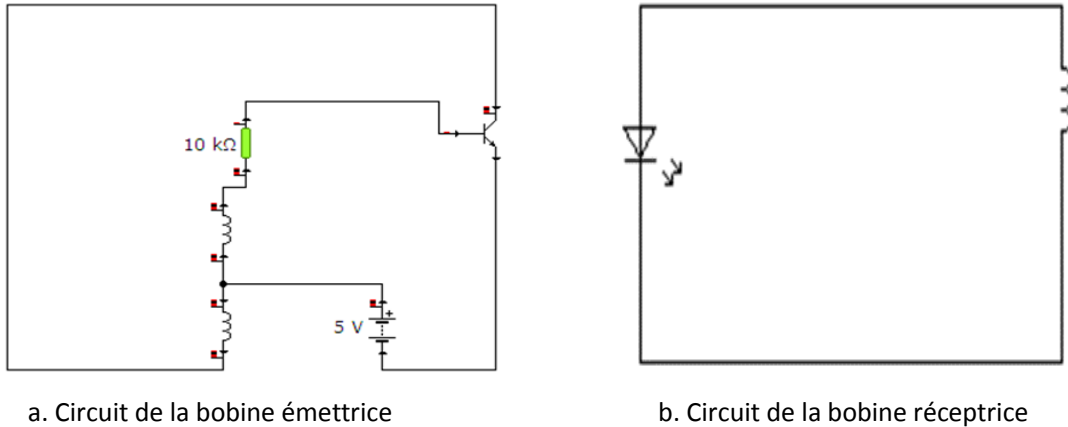 10 kΩ
5 V
+
a. Circuit de la bobine émettrice
b. Circuit de la bobine réceptrice